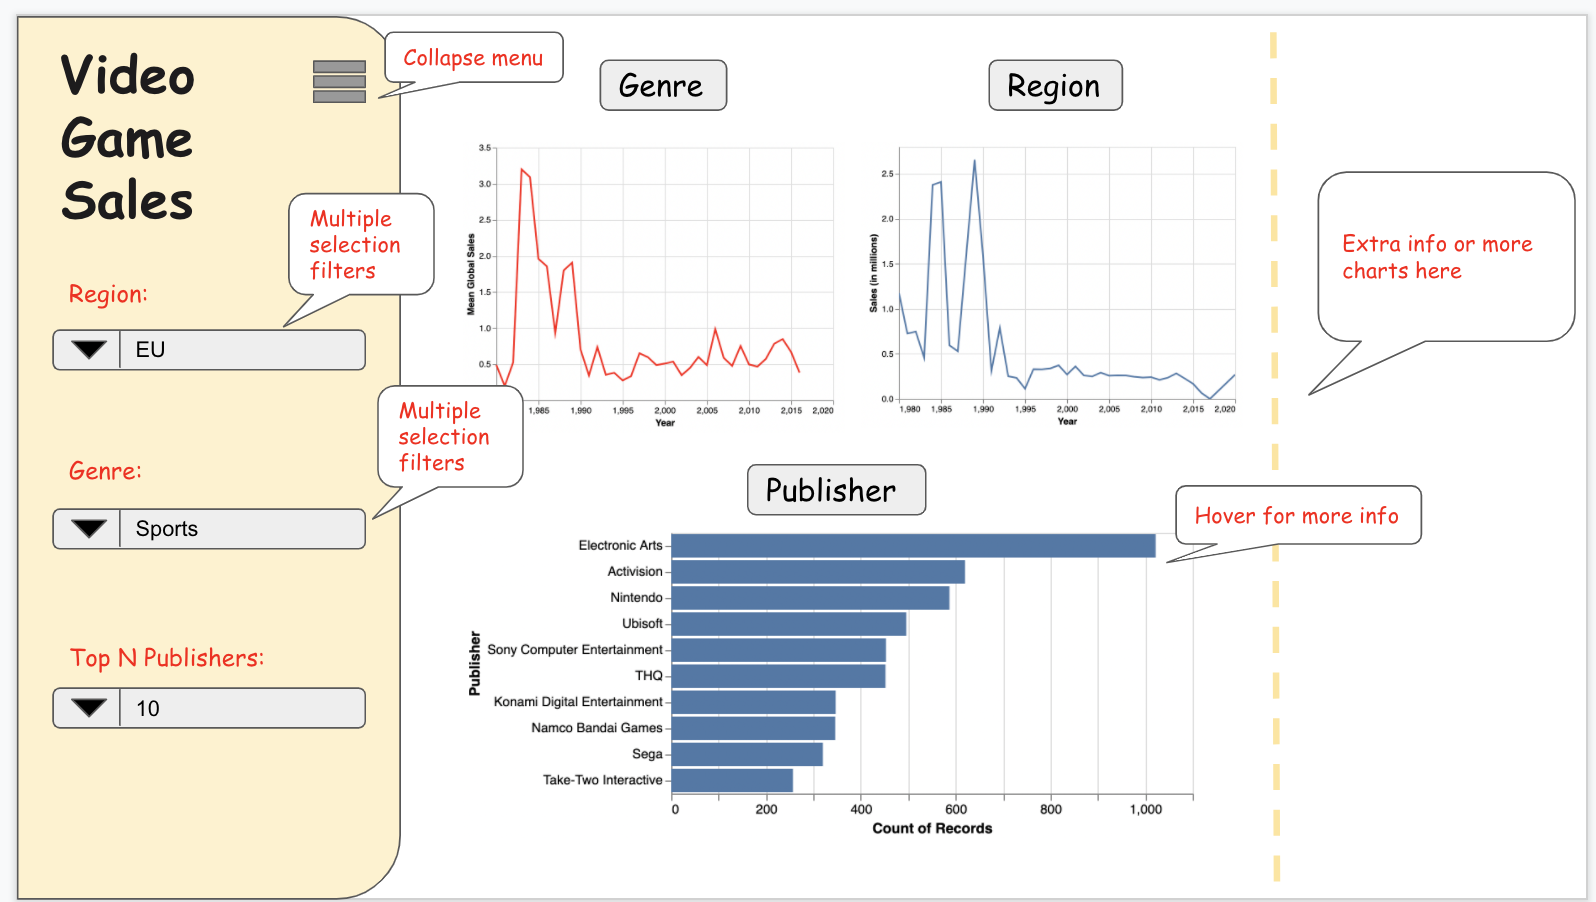 Video
Game
Sales
Collapse menu
Multiple
selection
filters
Region:
EU
Multiple
selection
filters
Genre:
Sports
Top N Publishers:
10
Genre
Mean Global Sales
3.5
3.0
2.5
2.0
1.5
1.0
0.5
1,985 1,990 1,995 2,000 2,005 2,010 2,015 2,020
Year
Region
Sales (in millions)
2.5
2.0
1.5
1.0
0.5
0.0
1,980 1,985 1,990 1,995 2,000 2,005 2,010 2,015 2,020
Year
Extra info or more
charts here
Publisher
Hover for more info
Publisher
Electronic Arts
Activision
Nintendo
Ubisoft
Sony Computer Entertainment
THQ
Konami Digital Entertainment
Namco Bandai Games
Sega
Take-Two Interactive
0 200 400 600 800 1,000
Count of Records